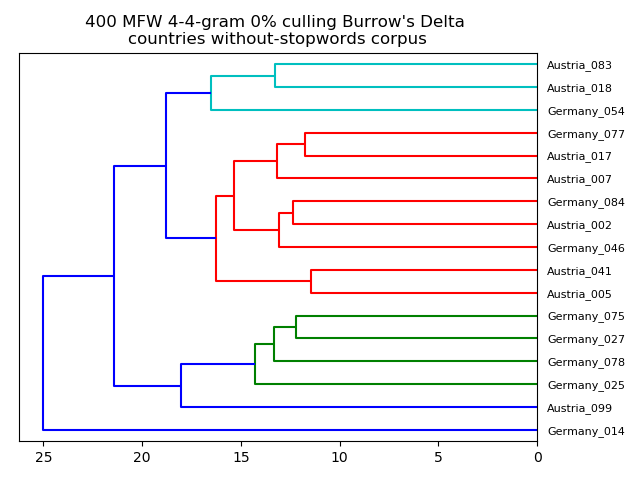 400 MFW 4-4-gram 0% culling Burrow's Delta
countries without-stopwords corpus
Austria_083
Austria_018
Germany_054
Germany_077
Austria_017
Austria_007
Germany_084
Austria_002
Germany_046
Austria_041
Austria_005
Germany_075
Germany_027
Germany_078
Germany_025
Austria_099
Germany_014
25 20 15 10 5 0